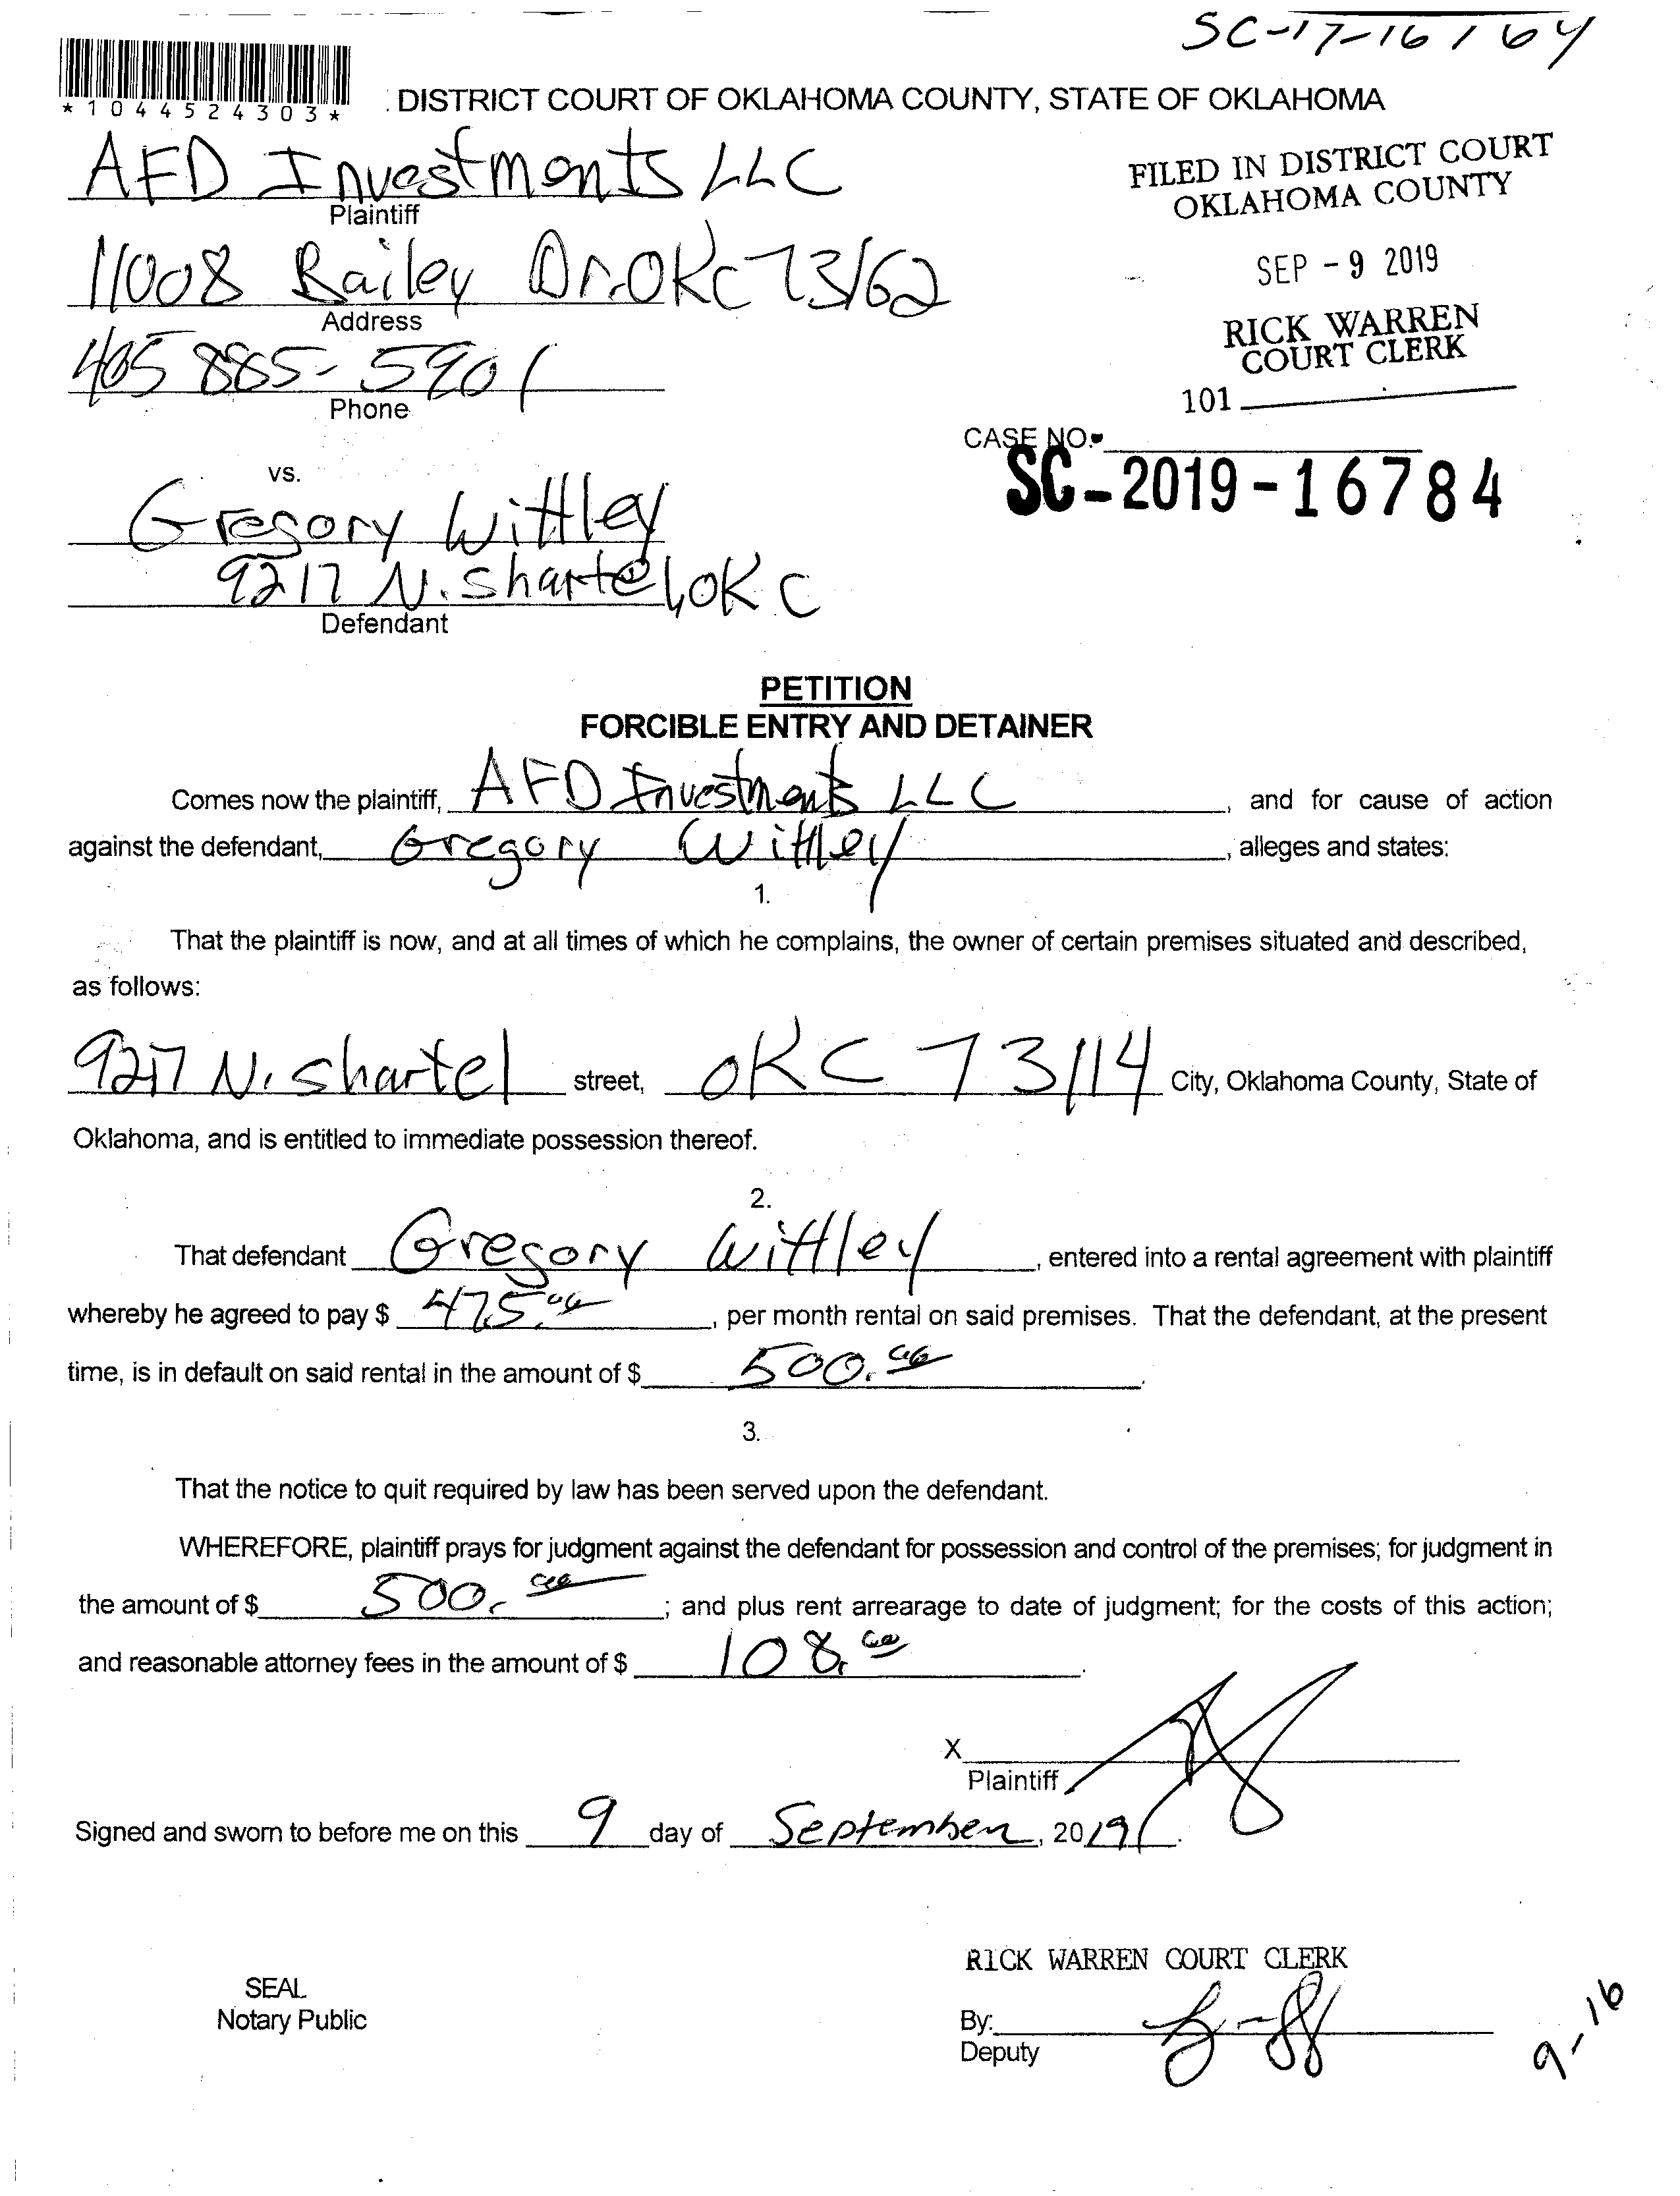 SC-17-16164
*1044524303*
DISTRICT COURT OF OKLAHOMA COUNTY, STATE OF OKLAHOMA
AFD Investments LLC
Plaintiff
FILED IN DISTRICT COURT
OKLAHOMA COUNTY
11008 Bailey Dr. OKC 73162
Address
SEP - 9 2019
405 885-5901
Phone
RICK WARREN
COURT CLERK
101
CASE NO.
SC-2019-16784
vs.
Gregory Wittley
9217 N. Shartel, OKC
Defendant
PETITION
FORCIBLE ENTRY AND DETAINER
Comes now the plaintiff, AFD Investments LLC, and for cause of action
against the defendant, Gregory Wittley, alleges and states:
1.
That the plaintiff is now, and at all times of which he complains, the owner of certain premises situated and described,
as follows:
9217 N. Shartel street, OKC 73114 City, Oklahoma County, State of
Oklahoma, and is entitled to immediate possession thereof.
2.
That defendant Gregory Wittley, entered into a rental agreement with plaintiff
whereby he agreed to pay $ 475.00, per month rental on said premises. That the defendant, at the present
time, is in default on said rental in the amount of $ 500.00.
3.
That the notice to quit required by law has been served upon the defendant.
WHEREFORE, plaintiff prays for judgment against the defendant for possession and control of the premises; for judgment in
the amount of $ 500.00; and plus rent arrearage to date of judgment; for the costs of this action;
and reasonable attorney fees in the amount of $ 108.00.
X
Plaintiff
Signed and sworn to before me on this 9 day of September, 2019.
RICK WARREN COURT CLERK
SEAL
Notary Public
By:
Deputy
9-16